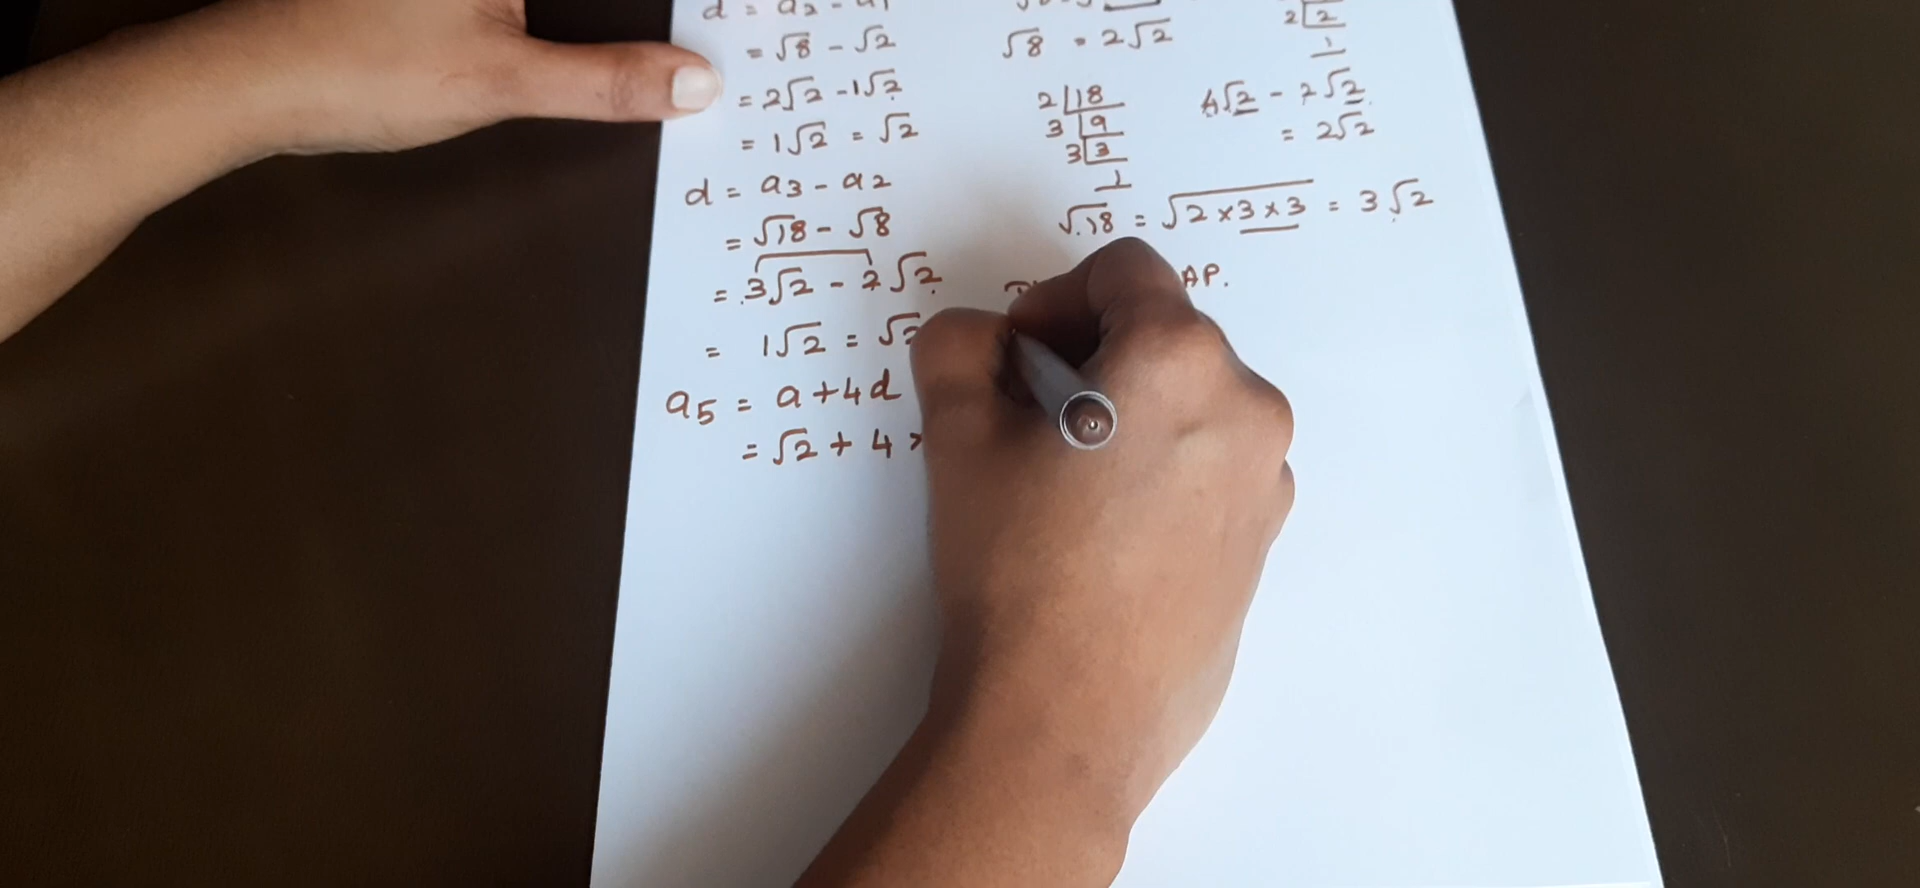 d = a2 - a1
= √8 - √2
= 2√2 - 1√2
= 1√2 = √2
d = a3 - a2
= √18 - √8
= 3√2 - 2√2
= 1√2 = √2
a5 = a + 4d
= √2 + 4 ×
√8 = 2√2
2 | 18
3 | 9
3 | 3
1
√18 = √2 × 3 × 3 = 3√2
AP.
2 | 2
1
4√2 - 2√2
= 2√2